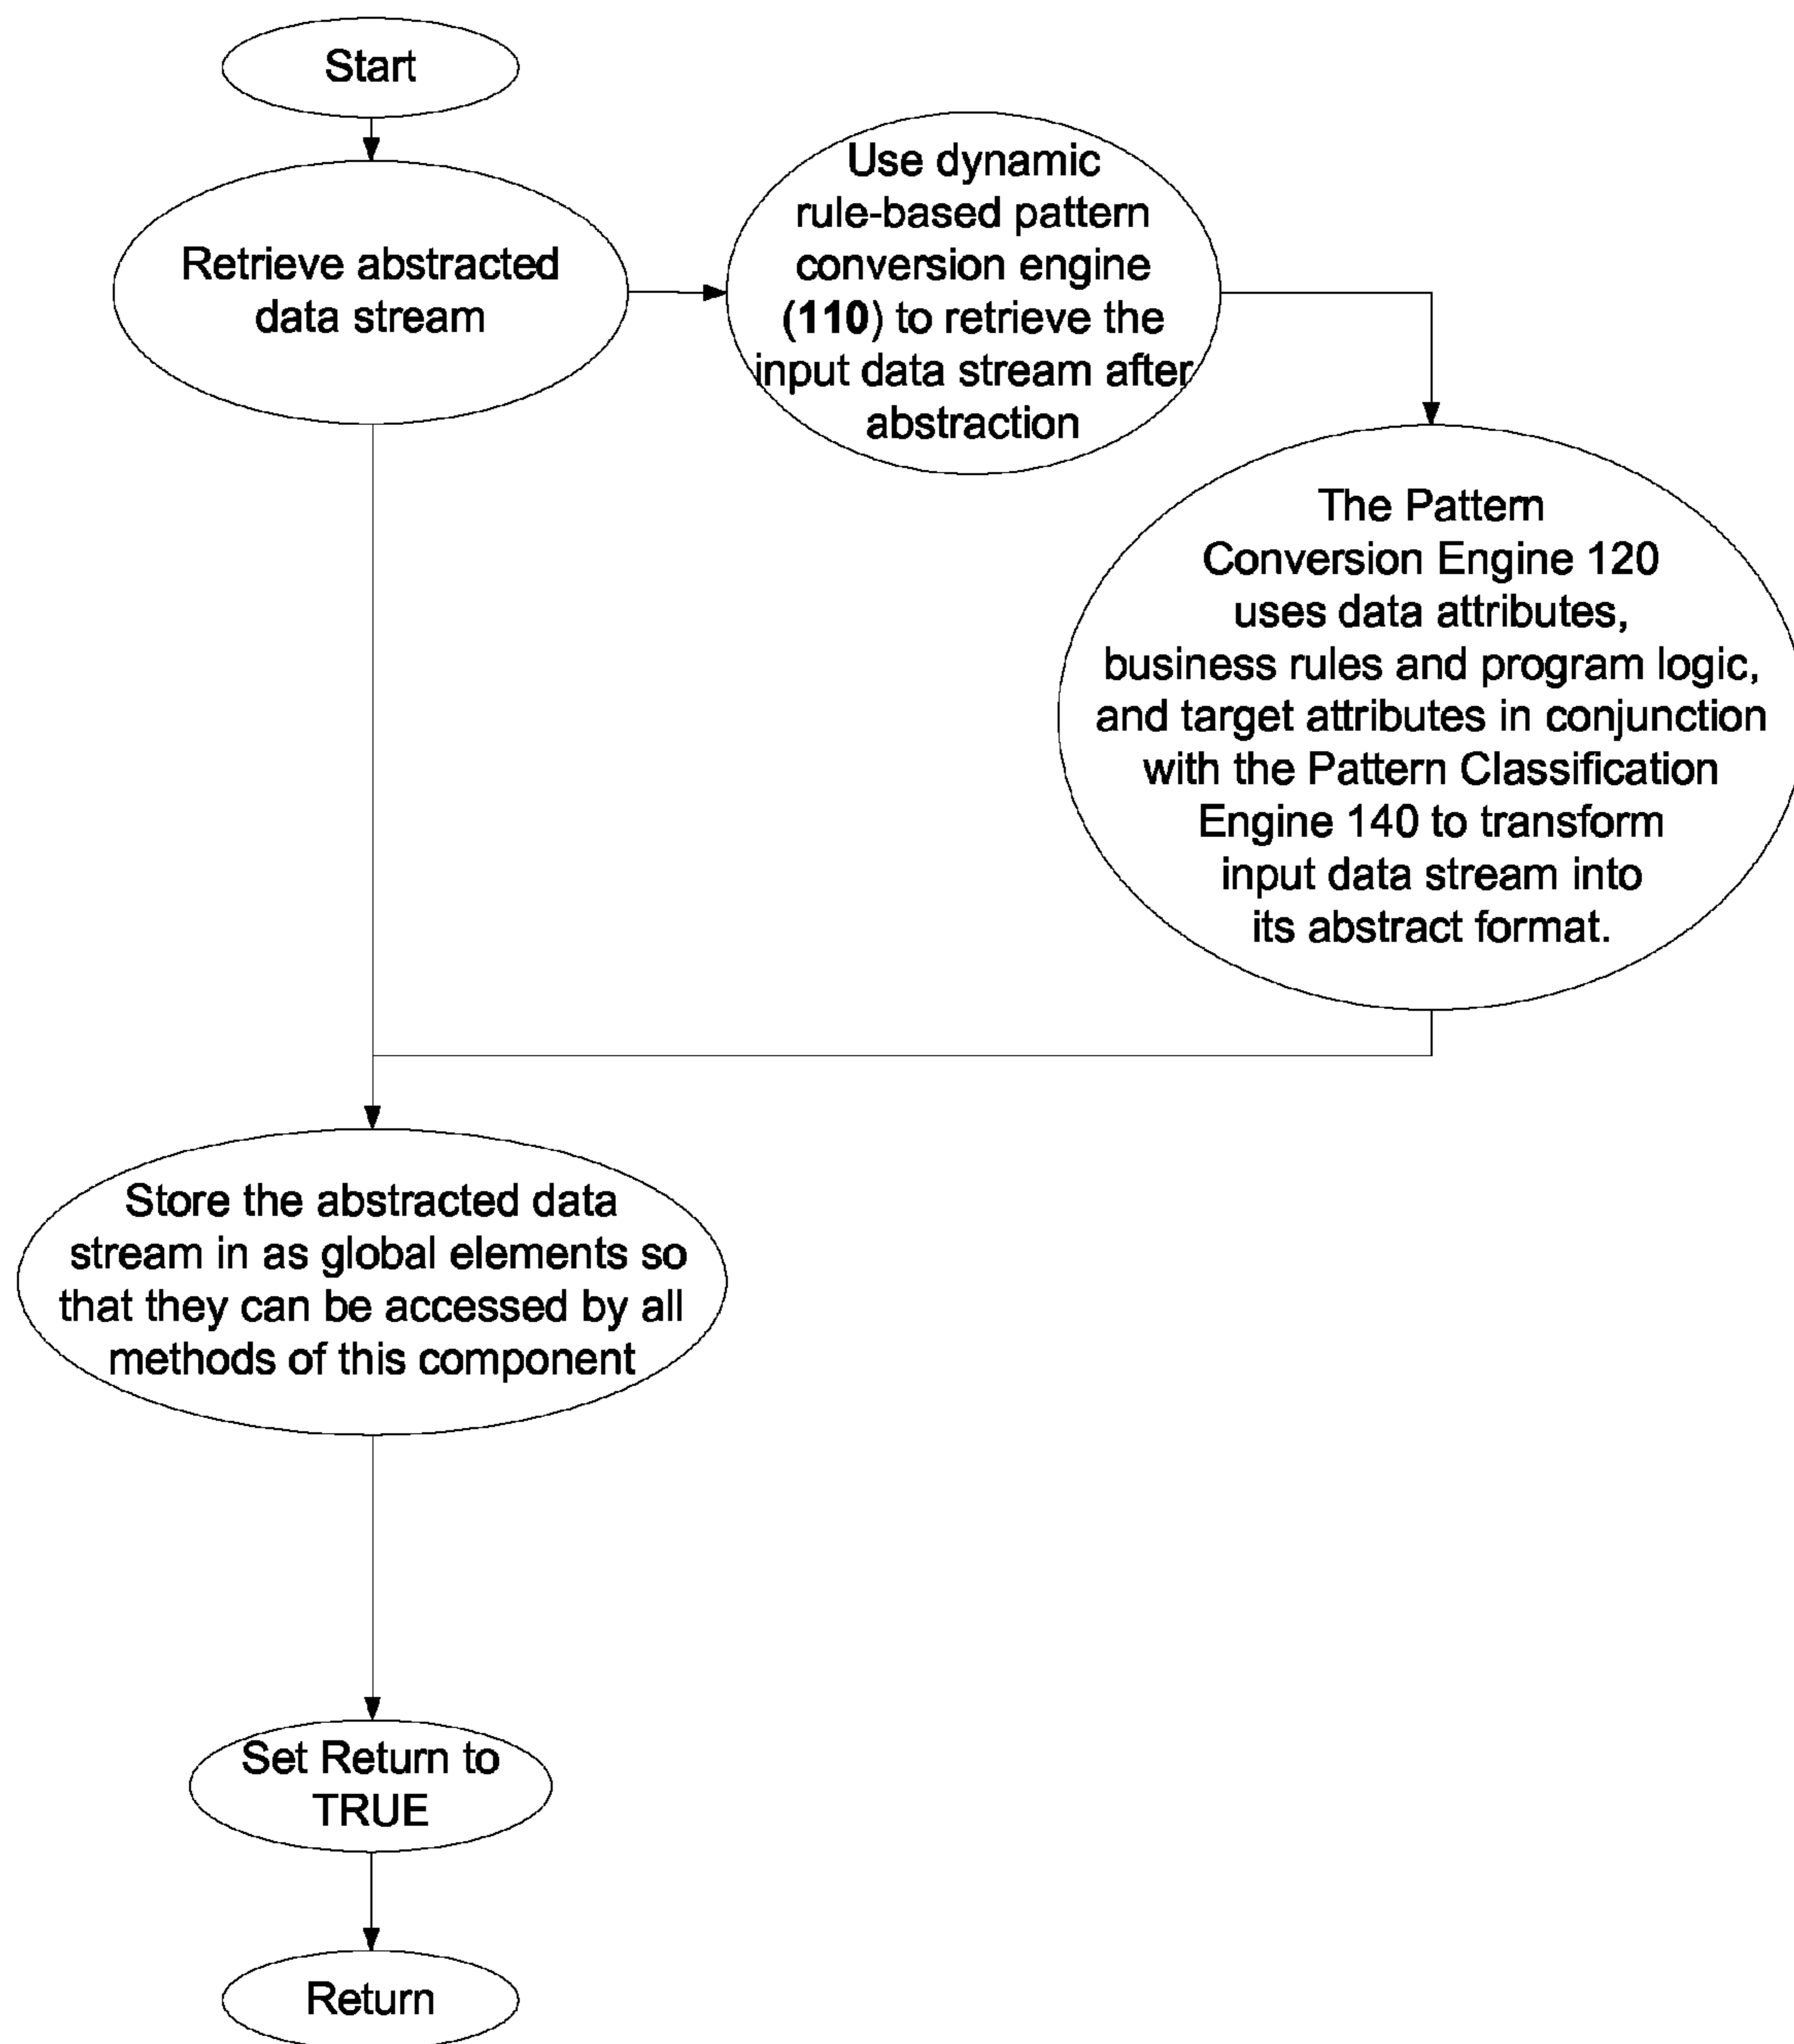 Start
Retrieve abstracted
data stream
Use dynamic
rule-based pattern
conversion engine
(110) to retrieve the
input data stream after
abstraction
The Pattern
Conversion Engine 120
uses data attributes,
business rules and program logic,
and target attributes in conjunction
with the Pattern Classification
Engine 140 to transform
input data stream into
its abstract format.
Store the abstracted data
stream in as global elements so
that they can be accessed by all
methods of this component
Set Return to
TRUE
Return